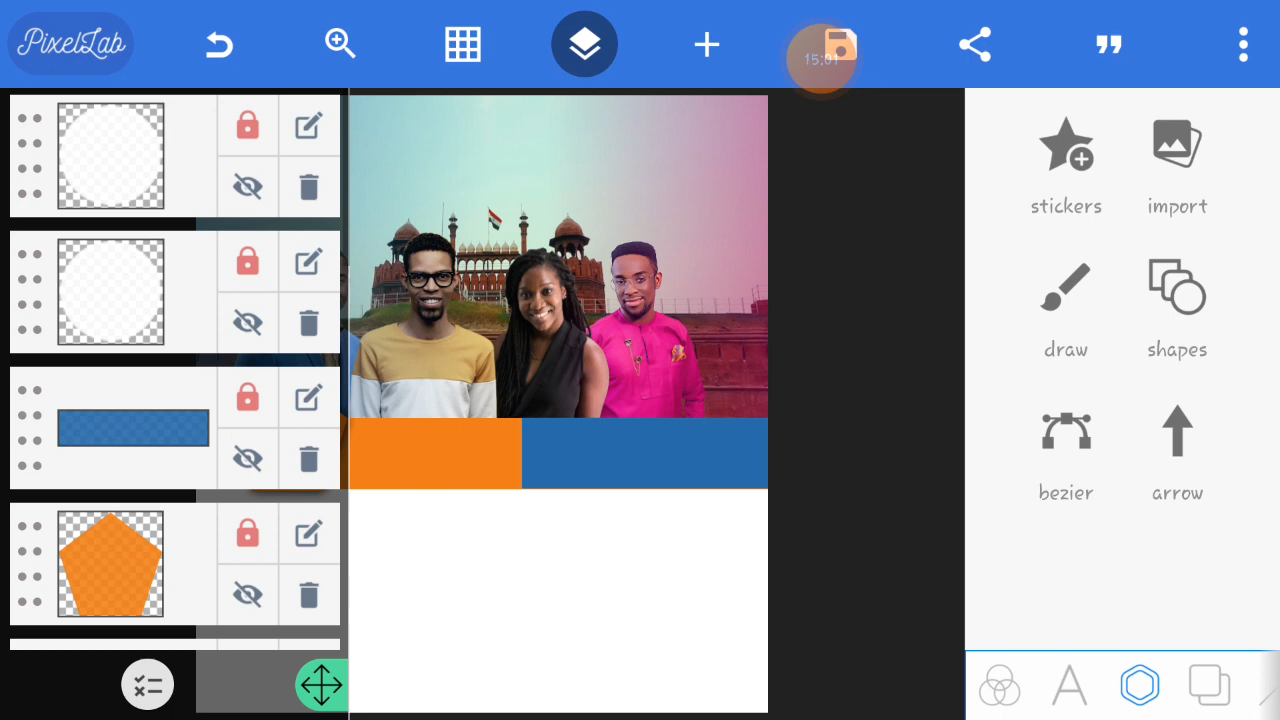 PixelLab
15:01
stickers
import
draw
shapes
bezier
arrow